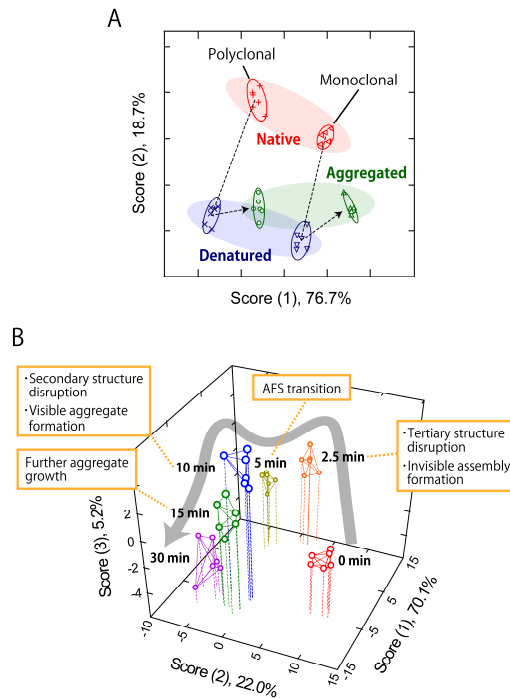 A
Polyclonal
Monoclonal
Native
Aggregated
Denatured
Score (2), 18.7%
Score (1), 76.7%
B
・Secondary structure
disruption
・Visible aggregate
formation
AFS transition
・Tertiary structure
disruption
・Invisible assembly
formation
Further aggregate
growth
10 min
5 min
2.5 min
15 min
30 min
0 min
Score (3), 5.2%
2
0
-2
-4
-10
-5
0
5
10
15
Score (2), 22.0%
-15
-5
5
15
Score (1), 70.1%